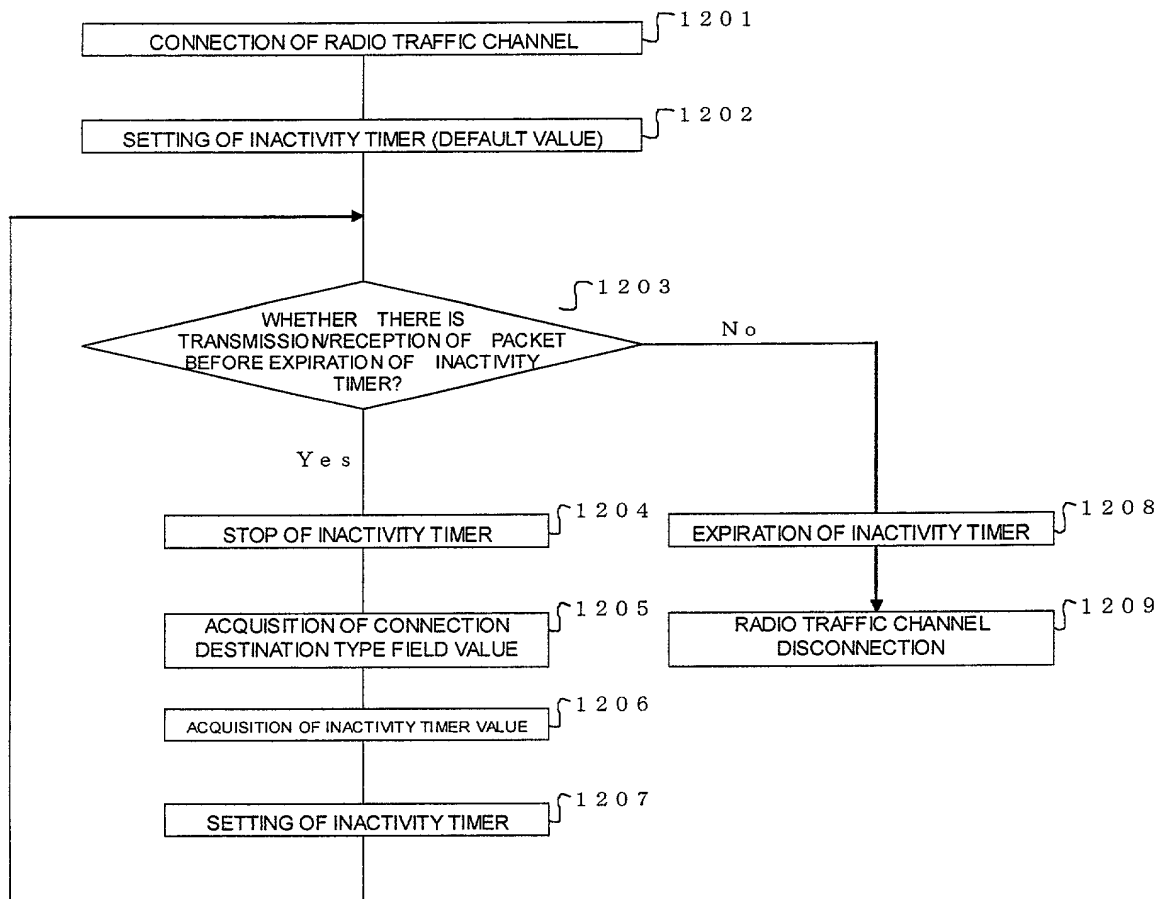 CONNECTION OF RADIO TRAFFIC CHANNEL
1201
SETTING OF INACTIVITY TIMER (DEFAULT VALUE)
1202
WHETHER THERE IS
TRANSMISSION/RECEPTION OF PACKET
BEFORE EXPIRATION OF INACTIVITY
TIMER?
1203
No
Yes
STOP OF INACTIVITY TIMER
1204
EXPIRATION OF INACTIVITY TIMER
1208
ACQUISITION OF CONNECTION
DESTINATION TYPE FIELD VALUE
1205
RADIO TRAFFIC CHANNEL
DISCONNECTION
1209
ACQUISITION OF INACTIVITY TIMER VALUE
1206
SETTING OF INACTIVITY TIMER
1207